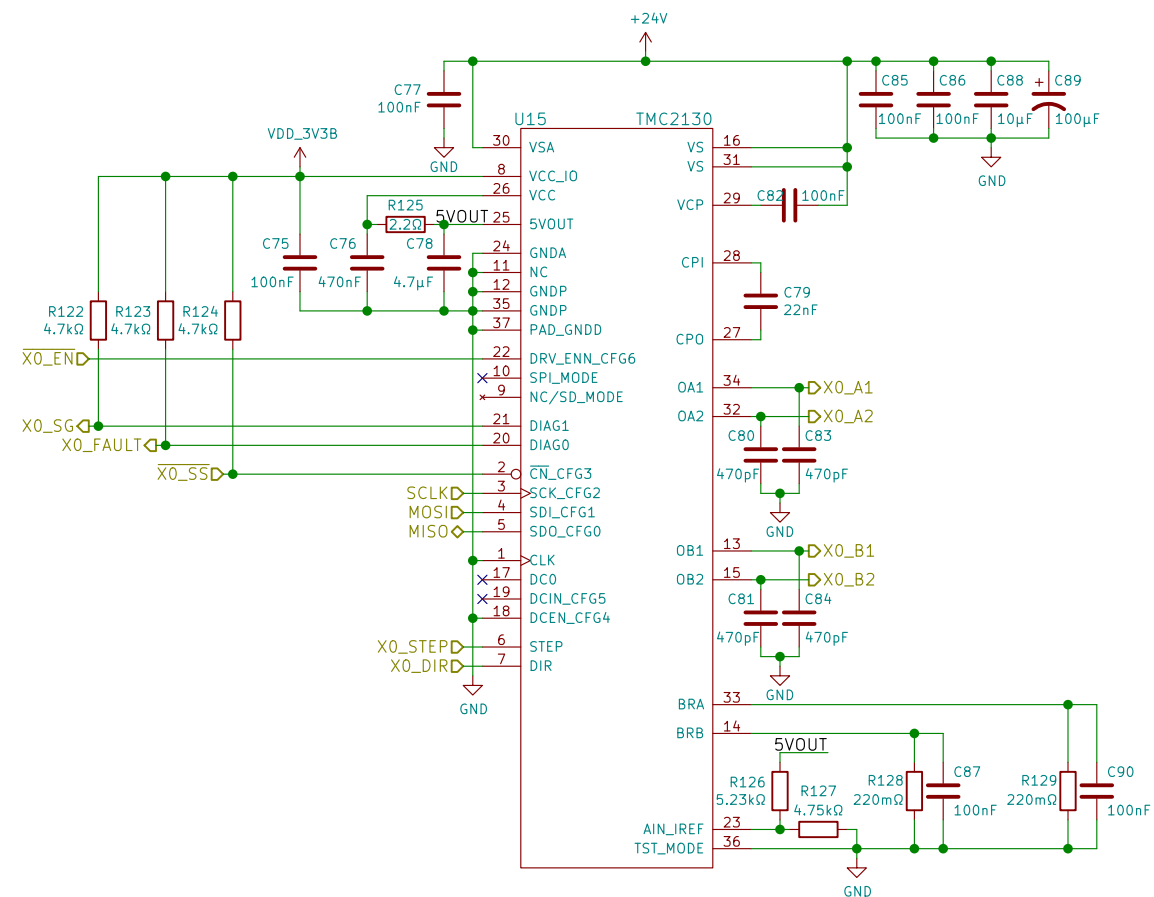 +24V
C77
100nF
GND
C85
100nF
C86
100nF
C88
10µF
+
C89
100µF
GND
U15
TMC2130
VDD_3V3B
30
VSA
8
VCC_IO
26
VCC
25
5VOUT
24
GNDA
11
NC
12
GNDP
35
GNDP
37
PAD_GNDD
22
DRV_ENN_CFG6
10
SPI_MODE
9
NC/SD_MODE
21
DIAG1
20
DIAG0
2
CN_CFG3
3
SCK_CFG2
4
SDI_CFG1
5
SDO_CFG0
1
CLK
17
DCO
19
DCIN_CFG5
18
DCEN_CFG4
6
STEP
7
DIR
R125
2.2Ω
5VOUT
C75
100nF
C76
470nF
C78
4.7µF
R122
4.7kΩ
R123
4.7kΩ
R124
4.7kΩ
X0_EN
X0_SG
X0_FAULT
X0_SS
SCLK
MOSI
MISO
X0_STEP
X0_DIR
GND
VS
16
VS
31
VCP
29
C82
100nF
CPI
28
C79
22nF
CPO
27
OA1
34
X0_A1
OA2
32
X0_A2
C80
470pF
C83
470pF
GND
OB1
13
X0_B1
OB2
15
X0_B2
C81
470pF
C84
470pF
GND
BRA
33
BRB
14
5VOUT
R126
5.23kΩ
R127
4.75kΩ
R128
220mΩ
C87
100nF
R129
220mΩ
C90
100nF
AIN_IREF
23
TST_MODE
36
GND